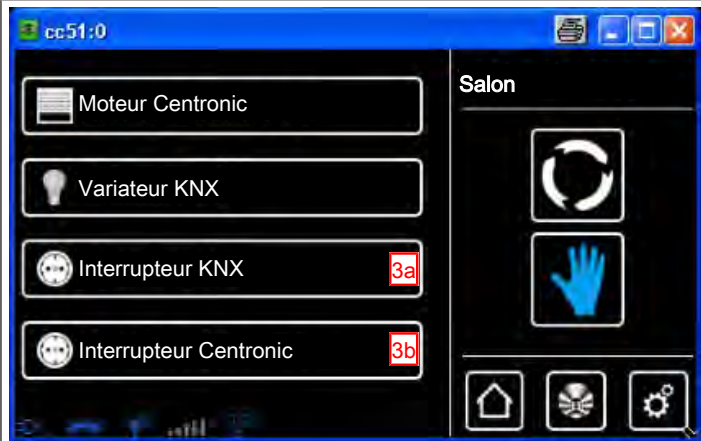 cc51:0
Salon
Moteur Centronic
Variateur KNX
Interrupteur KNX 3a
Interrupteur Centronic 3b